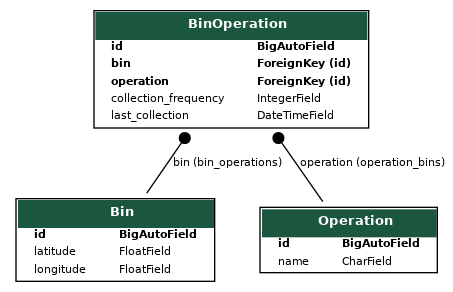 BinOperation
id BigAutoField
bin ForeignKey (id)
operation ForeignKey (id)
collection_frequency IntegerField
last_collection DateTimeField
bin (bin_operations) operation (operation_bins)
Bin
id BigAutoField
latitude FloatField
longitude FloatField
Operation
id BigAutoField
name CharField